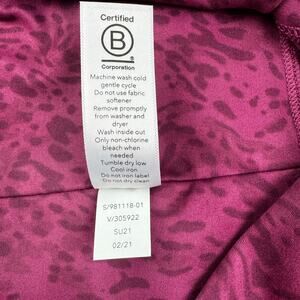 Certified
B
Corporation
Machine wash cold
gentle cycle
Do not use fabric
softener
Remove promptly
from washer and
dryer
Wash inside out
Only non-chlorine
bleach when
needed
Tumble dry low
Cool iron
Do not iron label
Do not dry clean
S/981118-01
V/305922
SU21
02/21